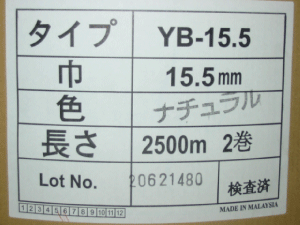 タイプ YB-15.5
巾 15.5mm
色 ナチュラル
長さ 2500m 2巻
Lot No. 20621480 検査済
1 2 3 4 5 6 7 8 9 10 11 12 MADE IN MALAYSIA